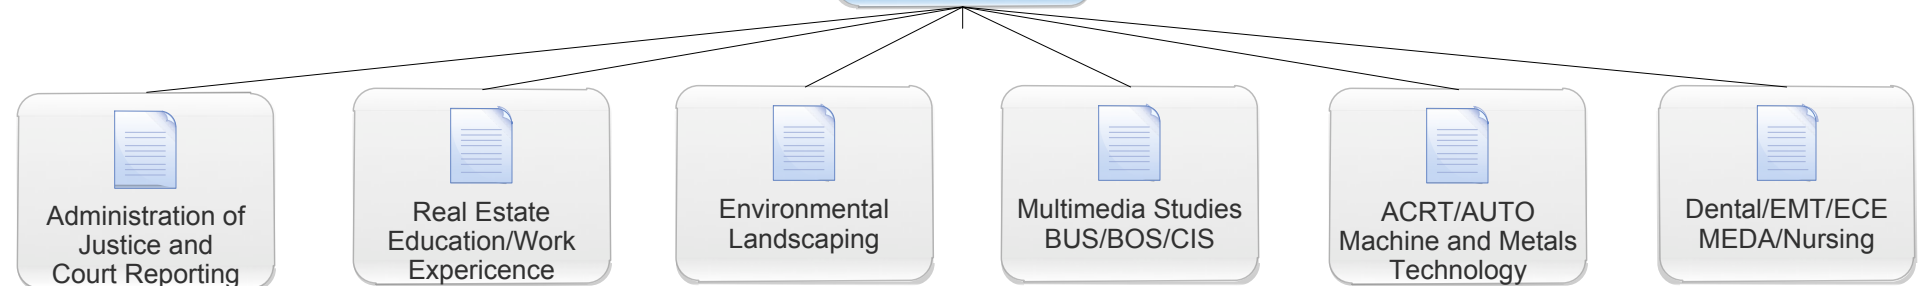 Administration of
Justice and
Court Reporting
Real Estate
Education/Work
Expericence
Environmental
Landscaping
Multimedia Studies
BUS/BOS/CIS
ACRT/AUTO
Machine and Metals
Technology
Dental/EMT/ECE
MEDA/Nursing